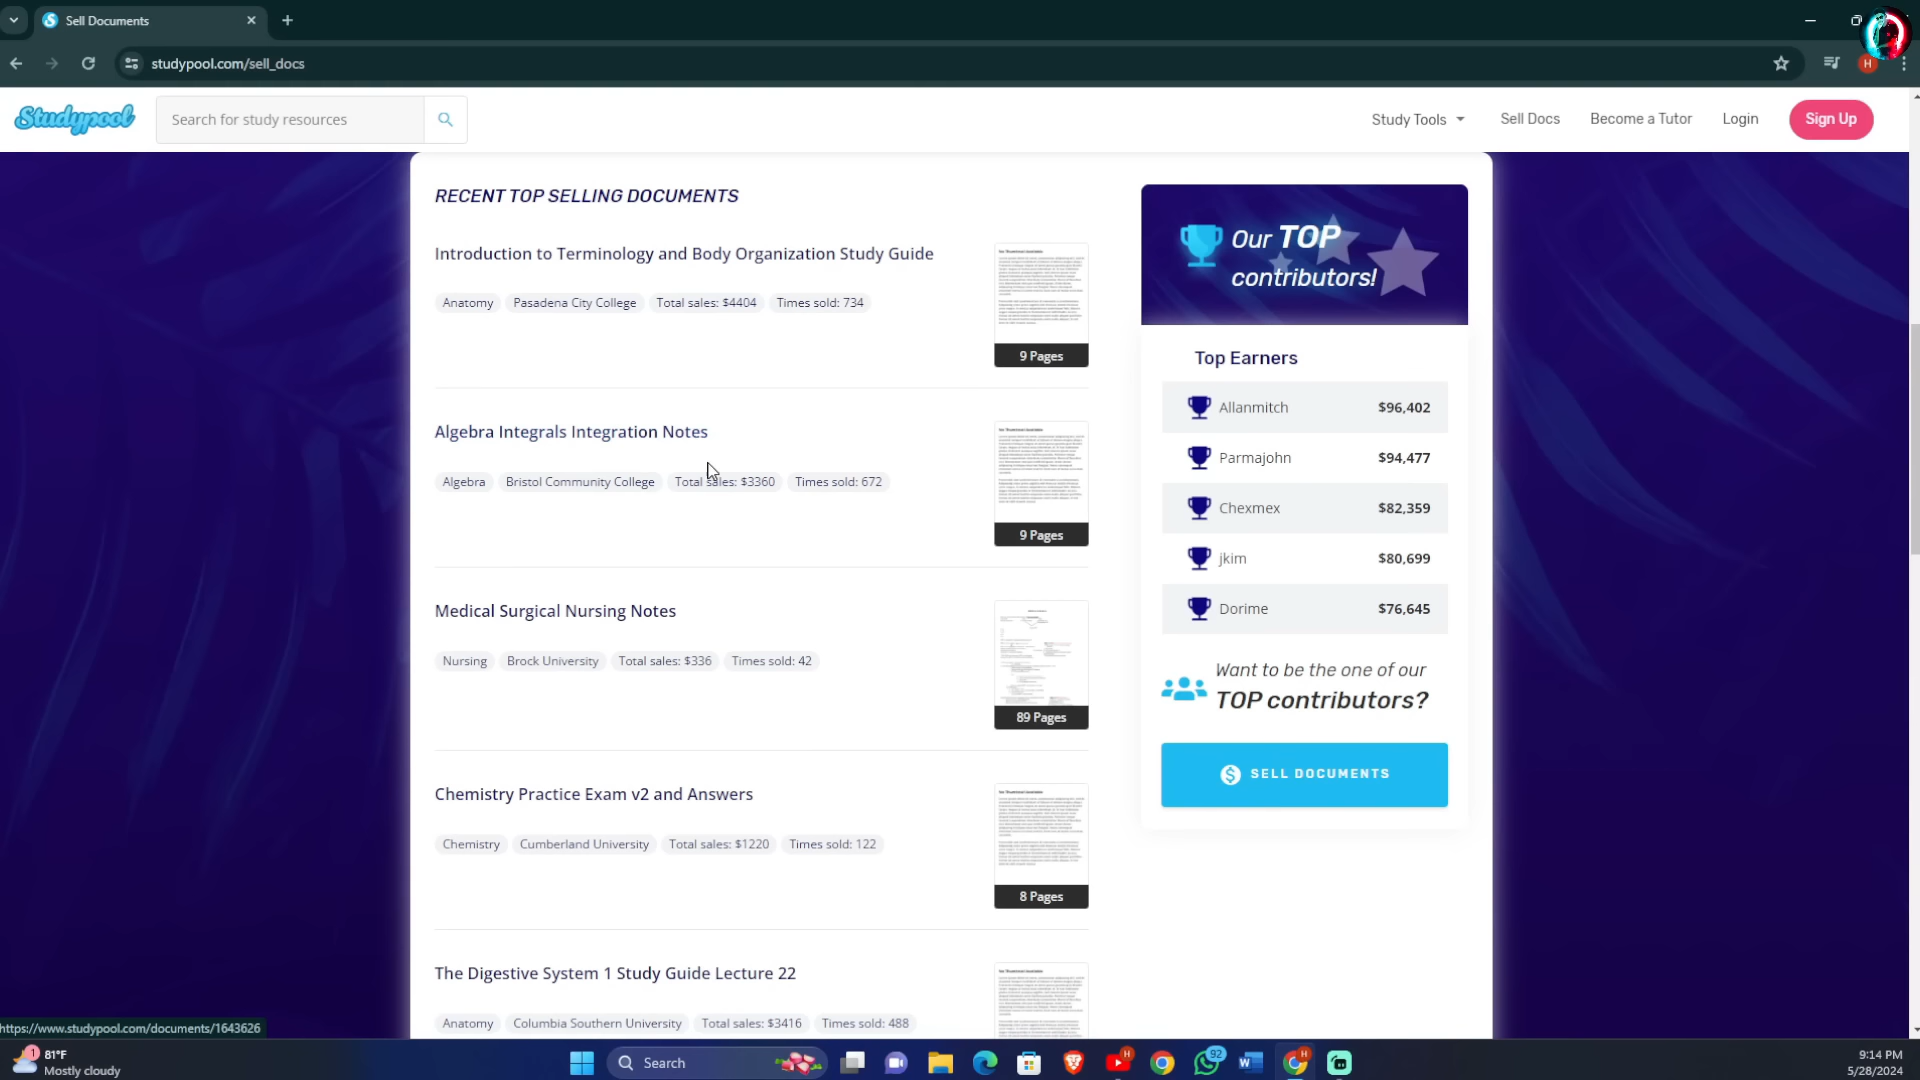 Sell Documents
studypool.com/sell_docs
H
Studypool
Search for study resources
Study Tools
Sell Docs
Become a Tutor
Login
Sign Up
RECENT TOP SELLING DOCUMENTS
Introduction to Terminology and Body Organization Study Guide
Anatomy
Pasadena City College
Total sales: $4404
Times sold: 734
9 Pages
Algebra Integrals Integration Notes
Algebra
Bristol Community College
Total sales: $3360
Times sold: 672
9 Pages
Medical Surgical Nursing Notes
Nursing
Brock University
Total sales: $336
Times sold: 42
89 Pages
Chemistry Practice Exam v2 and Answers
Chemistry
Cumberland University
Total sales: $1220
Times sold: 122
8 Pages
The Digestive System 1 Study Guide Lecture 22
Anatomy
Columbia Southern University
Total sales: $3416
Times sold: 488
Our TOP
contributors!
Top Earners
Allanmitch $96,402
Parmajohn $94,477
Chexmex $82,359
jkim $80,699
Dorime $76,645
Want to be the one of our
TOP contributors?
SELL DOCUMENTS
https://www.studypool.com/documents/1643626
1
81°F
Mostly cloudy
Search
H
92
H
9:14 PM
5/28/2024